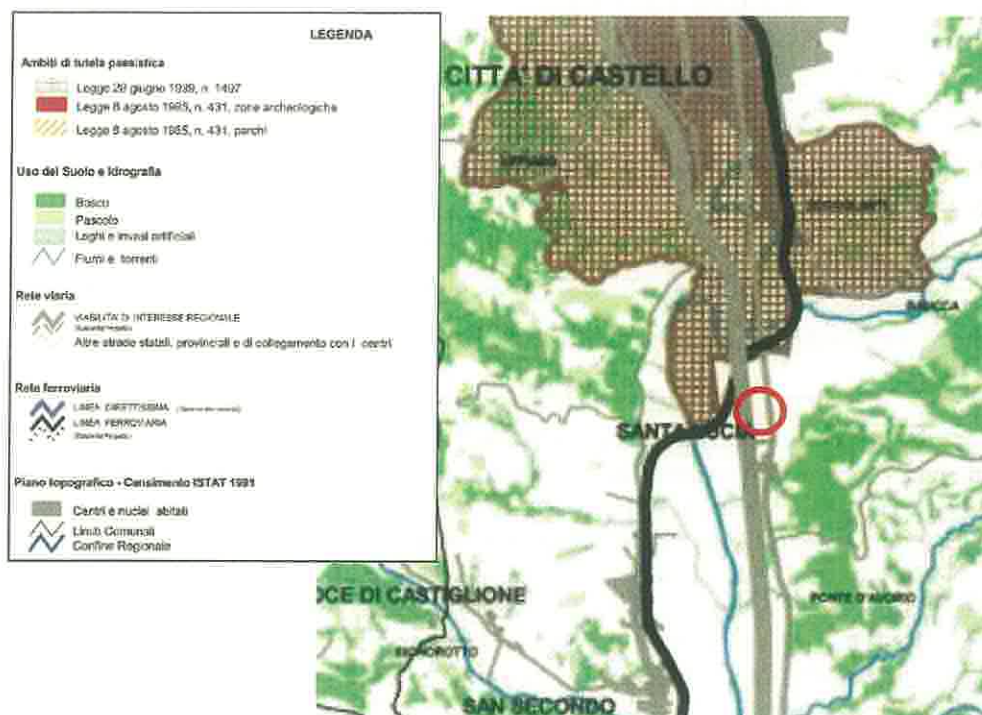 LEGENDA
Ambiti di tutela paesistica
Legge 29 giugno 1939, n. 1497
Legge 8 agosto 1985, n. 431, zone archeologiche
Legge 8 agosto 1985, n. 431, parchi
Uso del Suolo e Idrografia
Bosco
Pascolo
Laghi e invasi artificiali
Fiumi e torrenti
Rete viaria
VIABILITA' DI INTERESSE REGIONALE
Altre strade statali, provinciali e di collegamento con i centri
Rete ferroviaria
LINEA DIRETTISSIMA
LINEA FERROVIARIA
Piano topografico - Censimento ISTAT 1991
Centri e nuclei abitati
Limiti Comunali
Confine Regionale
CITTA' DI CASTELLO
BAUCCA
SANTA LUCIA
OCE DI CASTIGLIONE
PONTE D'AVORIO
SAN SECONDO